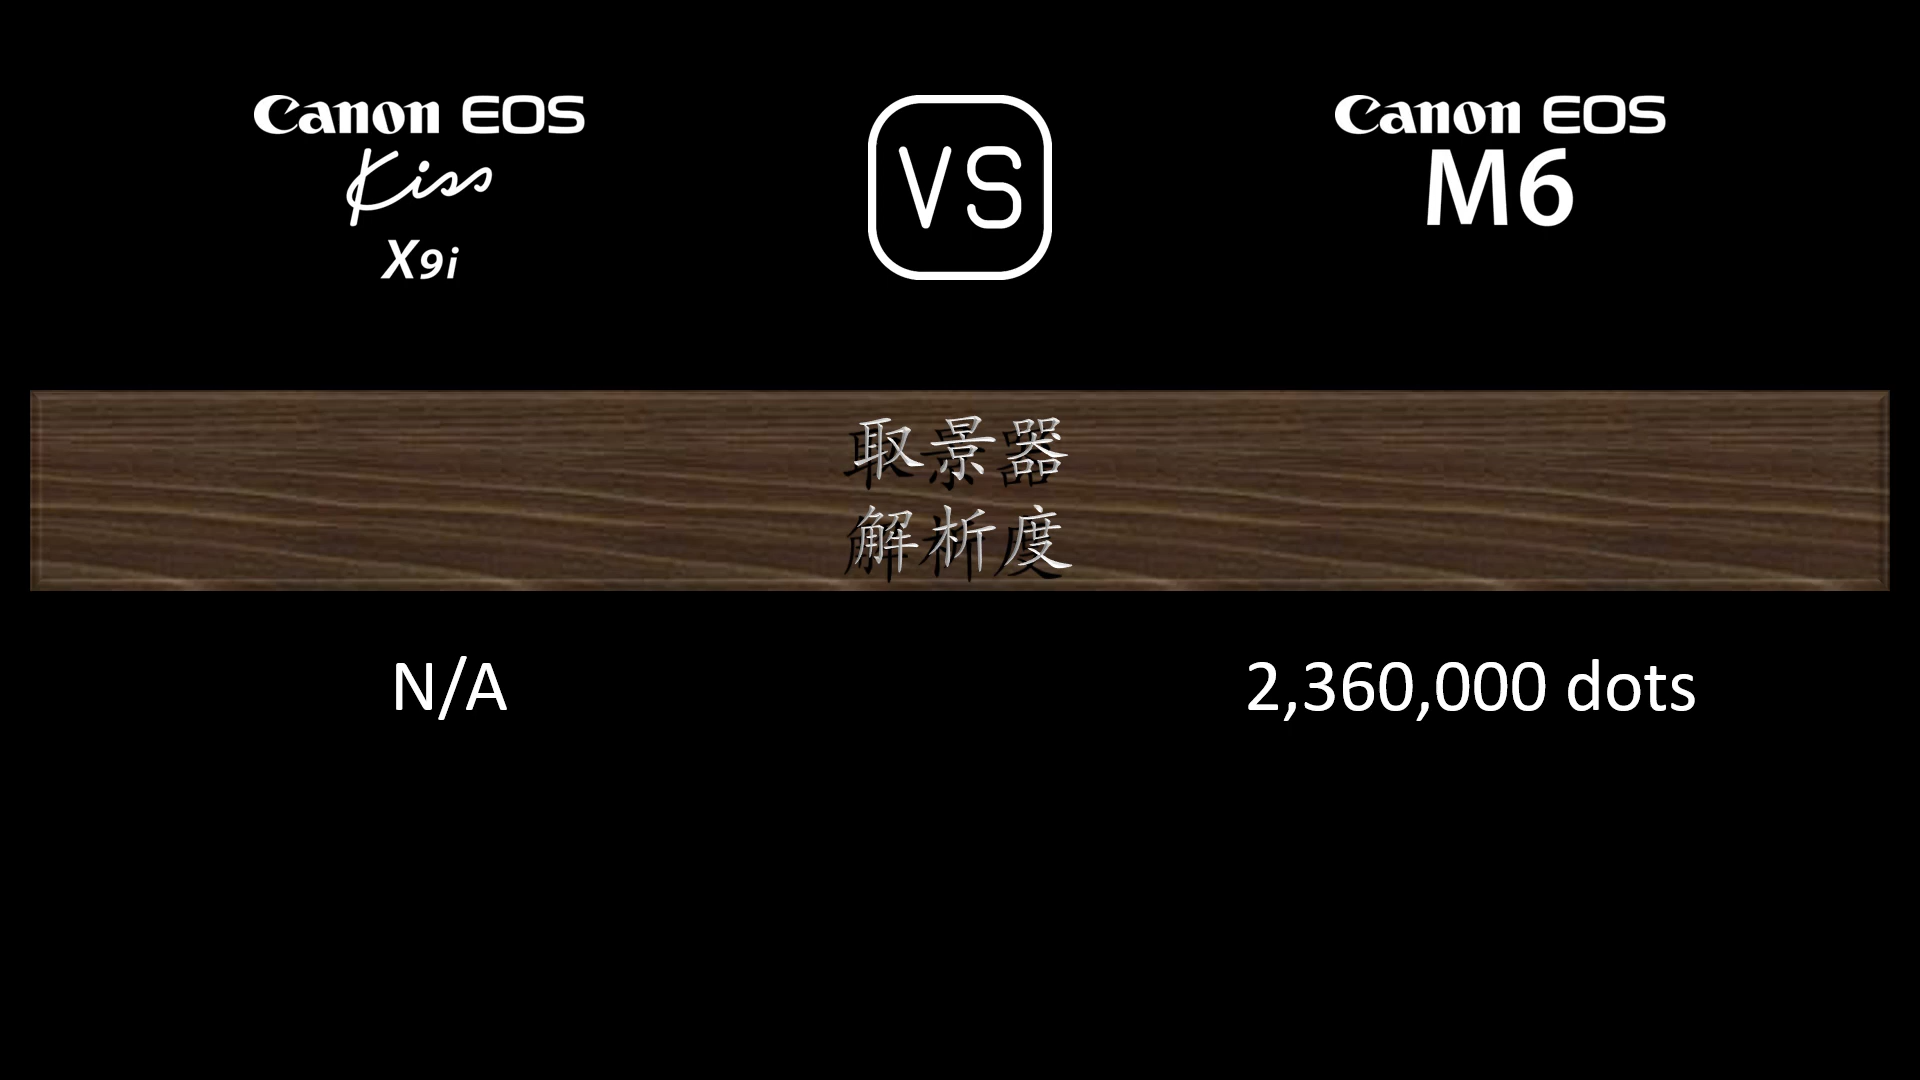 Canon EOS
Kiss
X9i
VS
Canon EOS
M6
取景器
解析度
N/A
2,360,000 dots